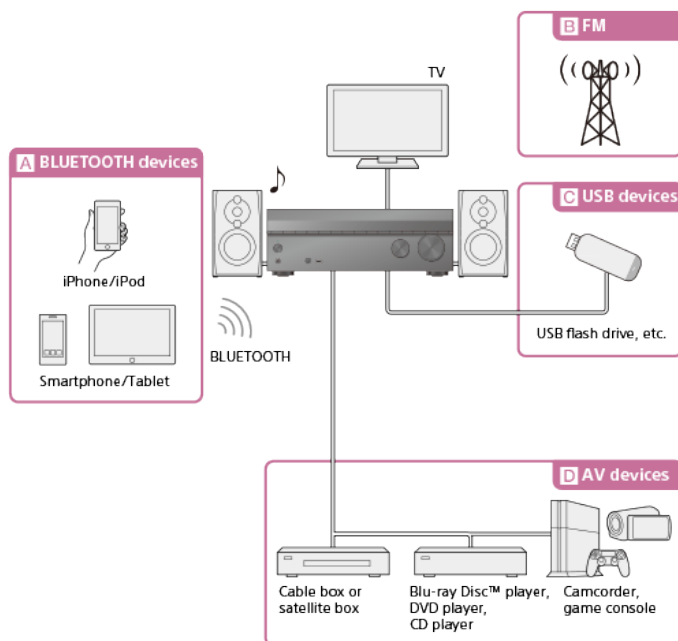 B FM
TV
A BLUETOOTH devices
C USB devices
iPhone/iPod
USB flash drive, etc.
BLUETOOTH
Smartphone/Tablet
D AV devices
Cable box or
satellite box
Blu-ray Disc™ player,
DVD player,
CD player
Camcorder,
game console